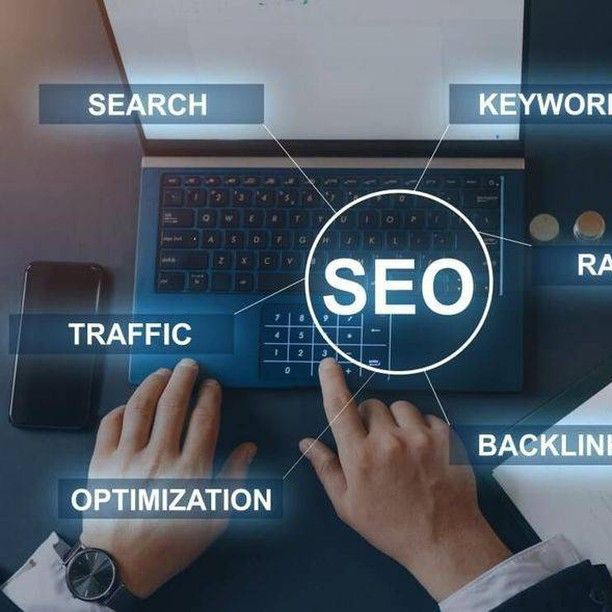 SEARCH
KEYWOR
RA
SEO
TRAFFIC
BACKLIN
OPTIMIZATION